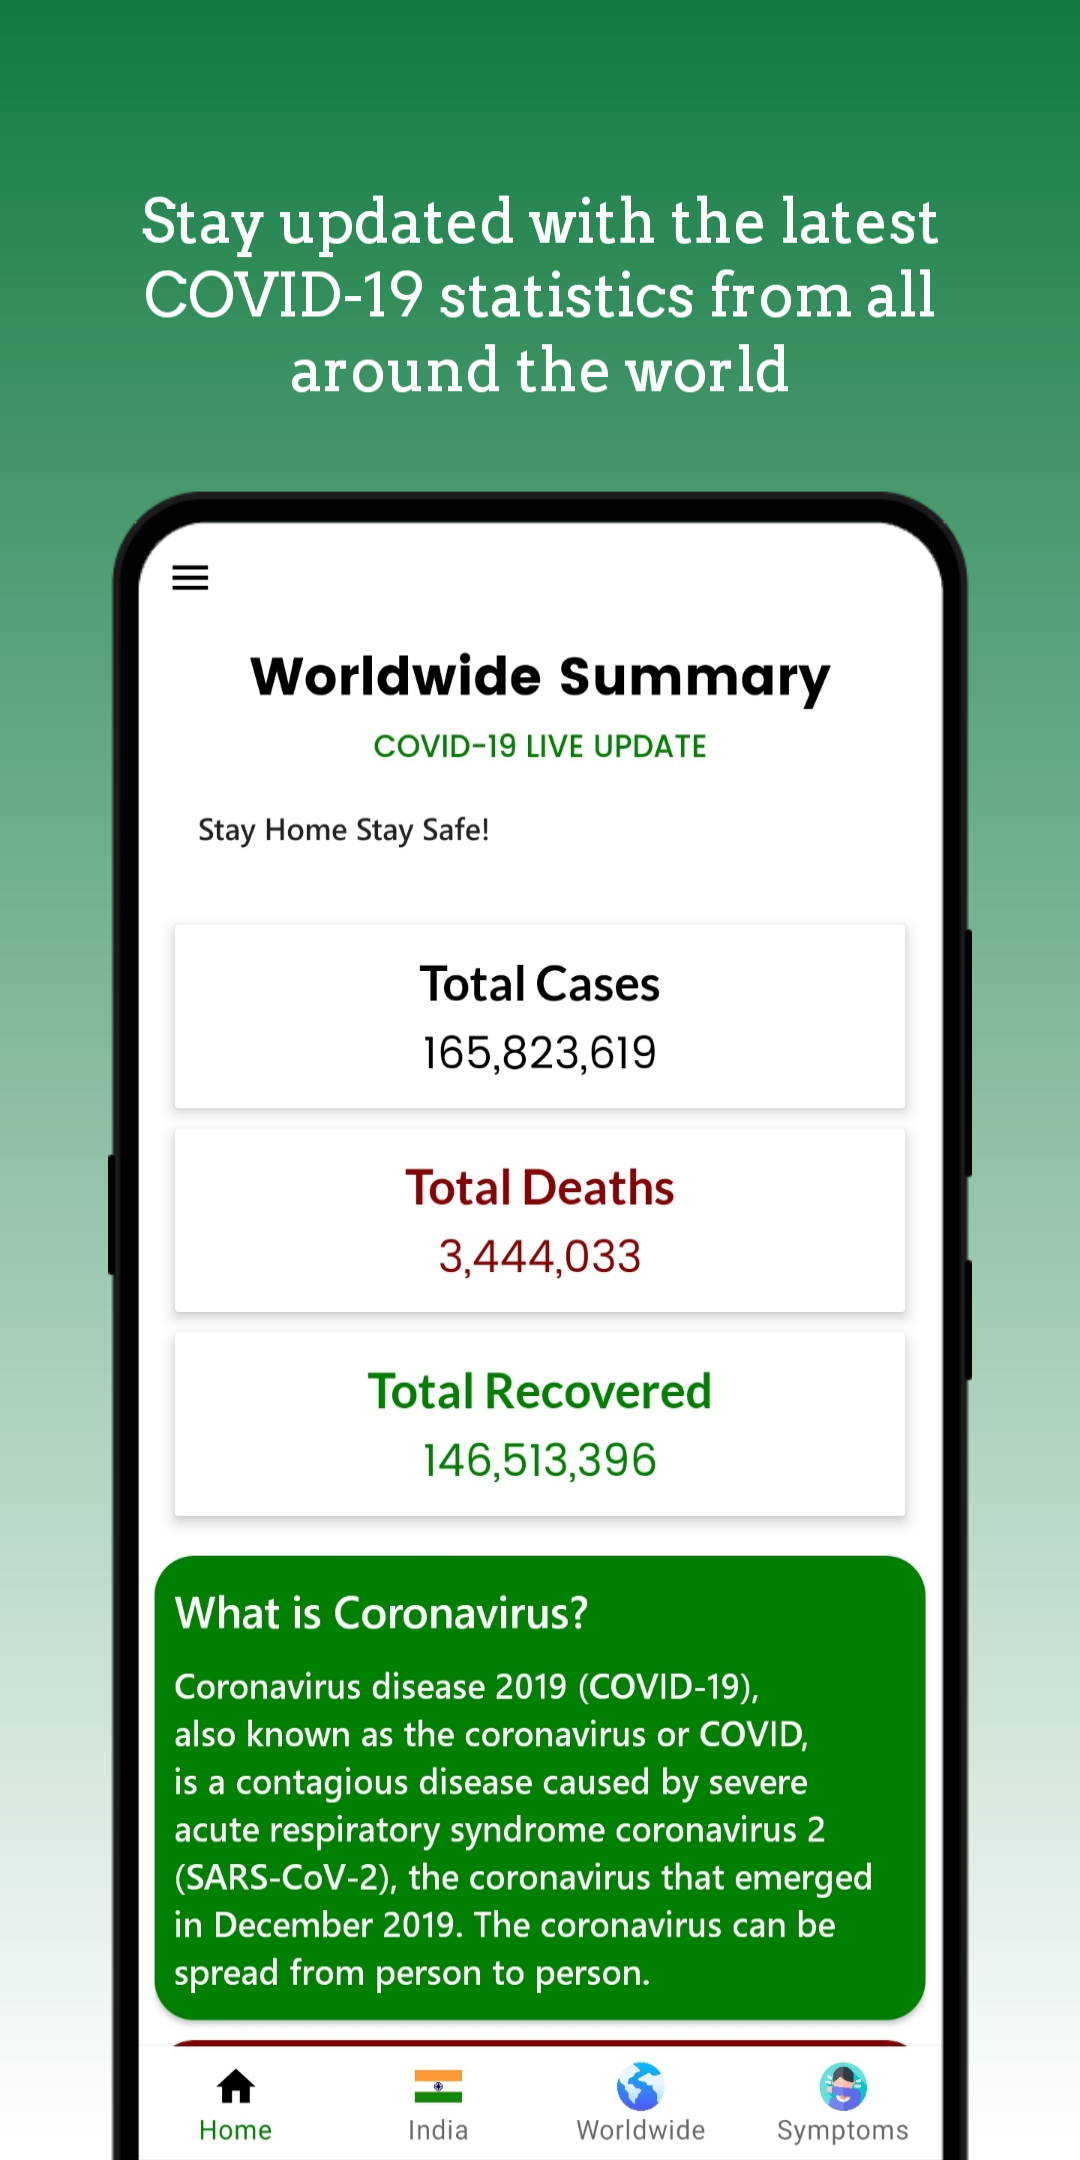 Stay updated with the latest
COVID-19 statistics from all
around the world
Worldwide Summary
COVID-19 LIVE UPDATE
Stay Home Stay Safe!
Total Cases
165,823,619
Total Deaths
3,444,033
Total Recovered
146,513,396
What is Coronavirus?
Coronavirus disease 2019 (COVID-19),
also known as the coronavirus or COVID,
is a contagious disease caused by severe
acute respiratory syndrome coronavirus 2
(SARS-CoV-2), the coronavirus that emerged
in December 2019. The coronavirus can be
spread from person to person.
Home India Worldwide Symptoms